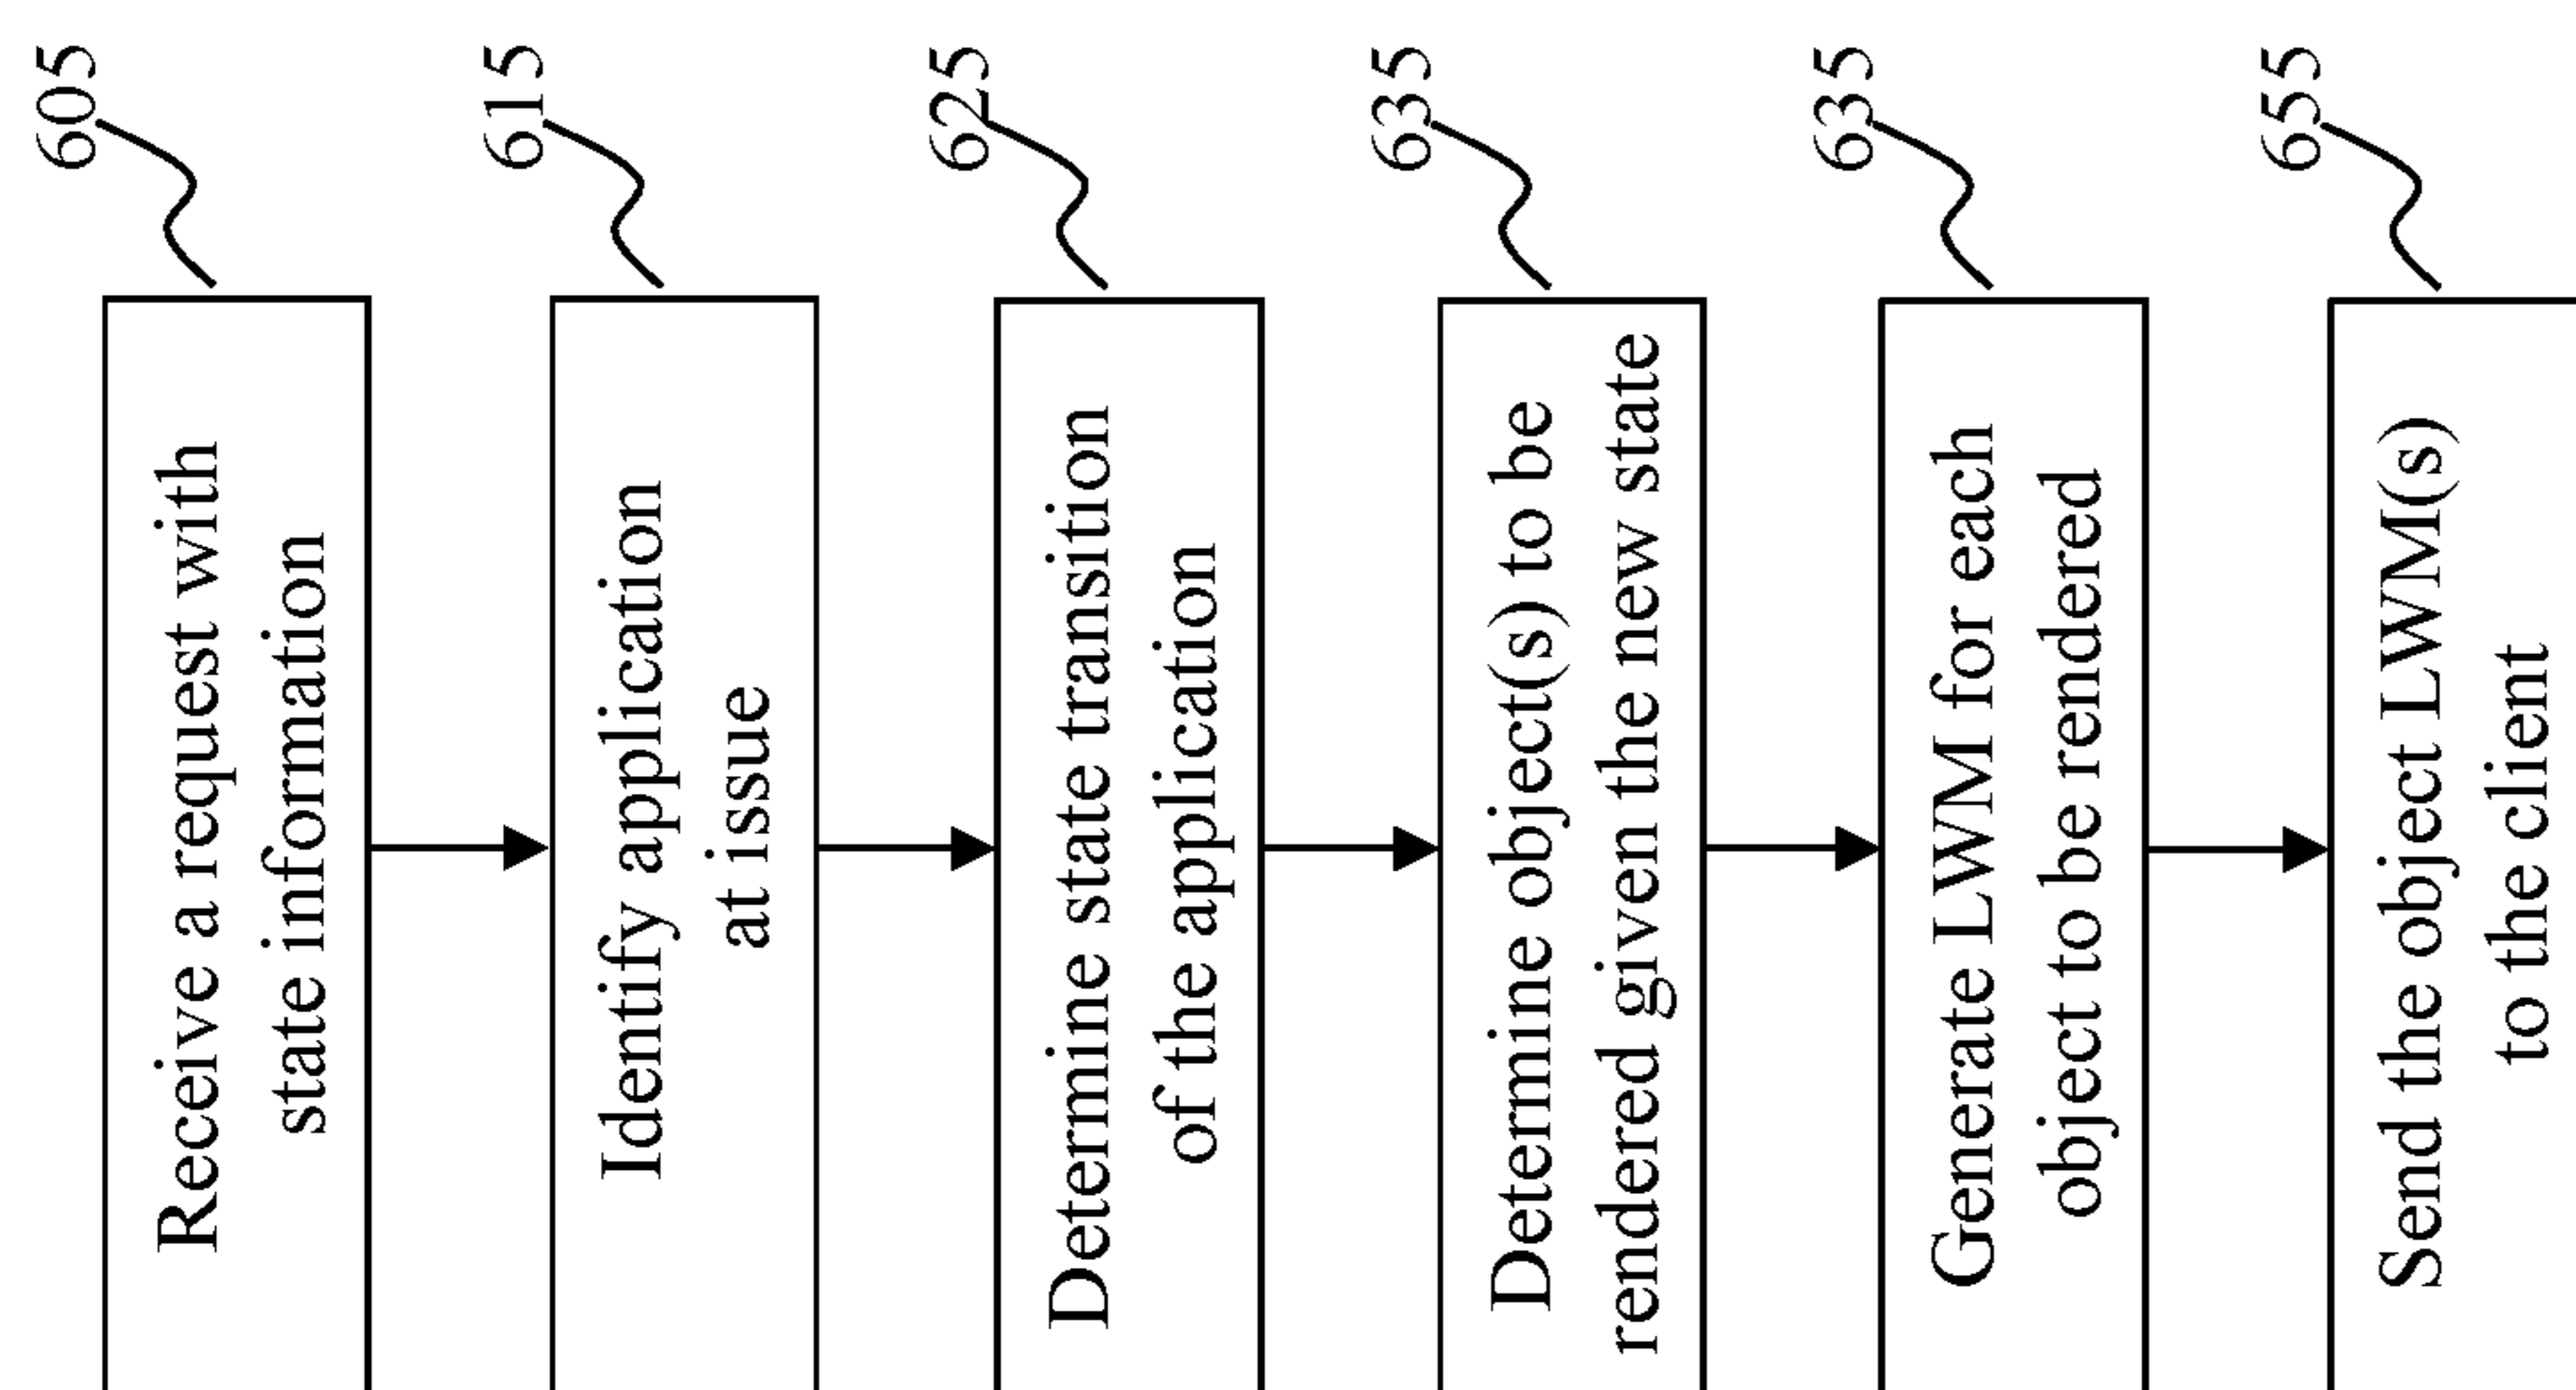 605
Receive a request with
state information
615
Identify application
at issue
625
Determine state transition
of the application
635
Determine object(s) to be
rendered given the new state
635
Generate LWM for each
object to be rendered
655
Send the object LWM(s)
to the client